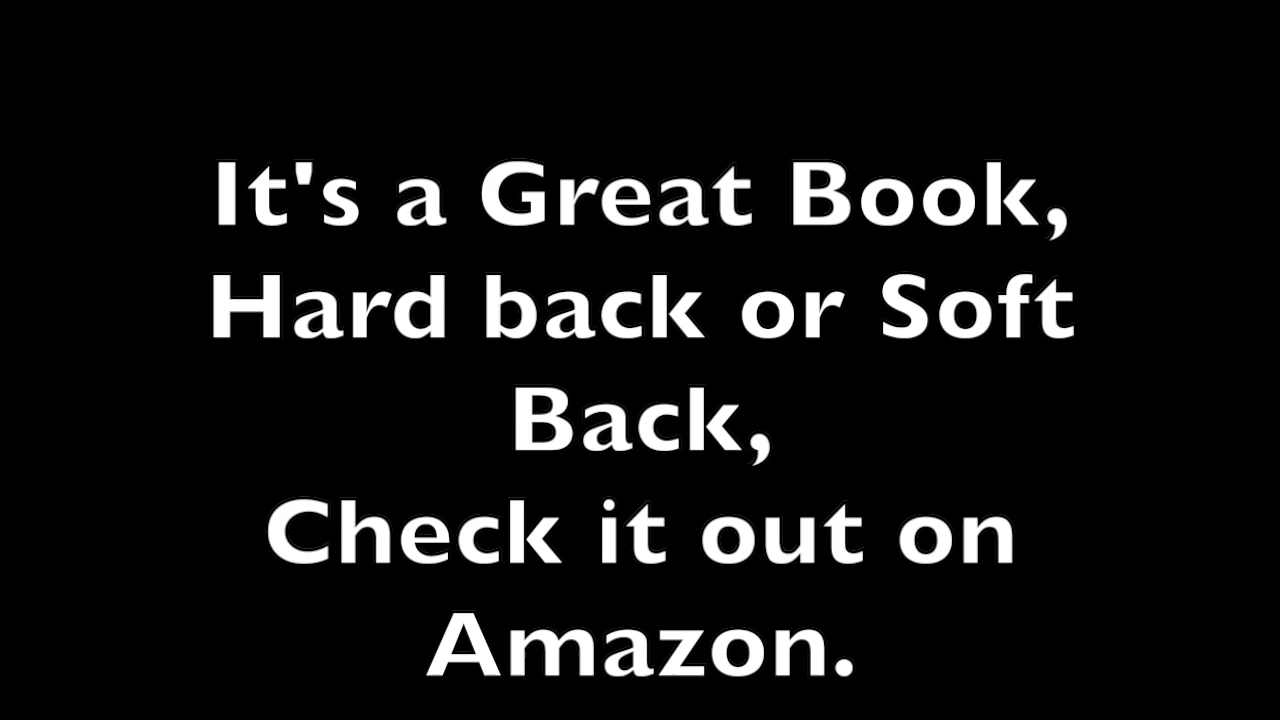 It's a Great Book,
Hard back or Soft
Back,
Check it out on
Amazon.